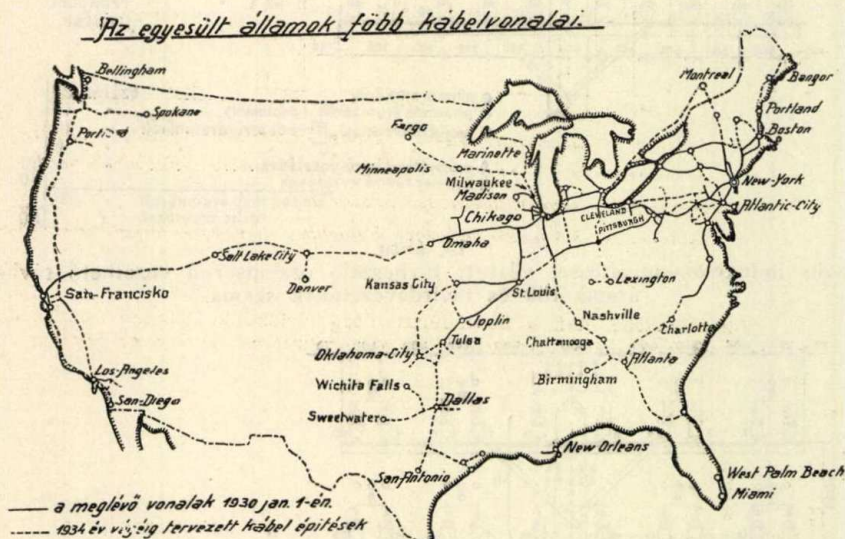 Az egyesült államok főbb kábelvonalai.
Bellingham
Spokane
Fargo
Minneapolis
Marinette
Milwaukee
Madison
Chikago
Omaha
Montreal
Bangor
Portland
Boston
New-York
Atlantic-City
CLEVELAND
PITTSBURGH
Salt Lake City
Denver
Kansas City
St. Louis
Lexington
San-Francisko
Joplin
Nashville
Tulsa
Chattanooga
Charlotte
Oklahoma-City
Atlanta
Birmingham
Los-Angeles
Wichita Falls
San-Diego
Dallas
Sweetwater
New Orleans
San-Antonio
West Palm Beach
Miami
a meglévő vonalak 1930 jan. 1-én.
1934 év végéig tervezett kábel építések